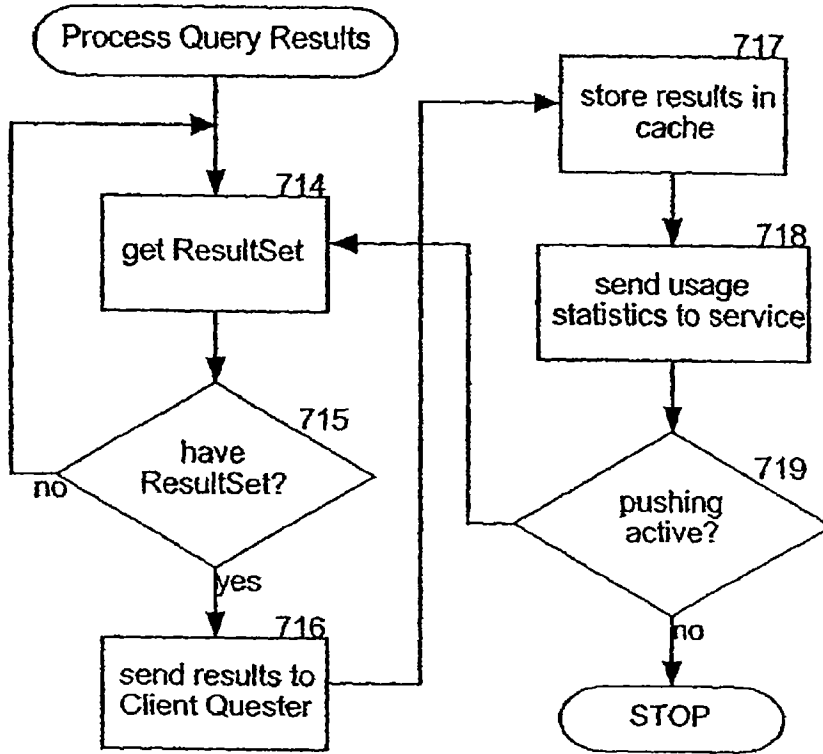 Process Query Results
714
get ResultSet
715
have
ResultSet?
no
yes
716
send results to
Client Quester
717
store results in
cache
718
send usage
statistics to service
719
pushing
active?
no
STOP